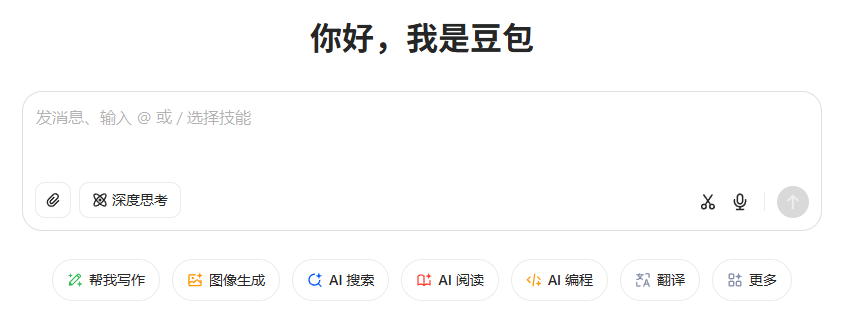 你好，我是豆包
发消息、输入 @ 或 / 选择技能
深度思考
帮我写作 图像生成 AI 搜索 AI 阅读 AI 编程 翻译 更多